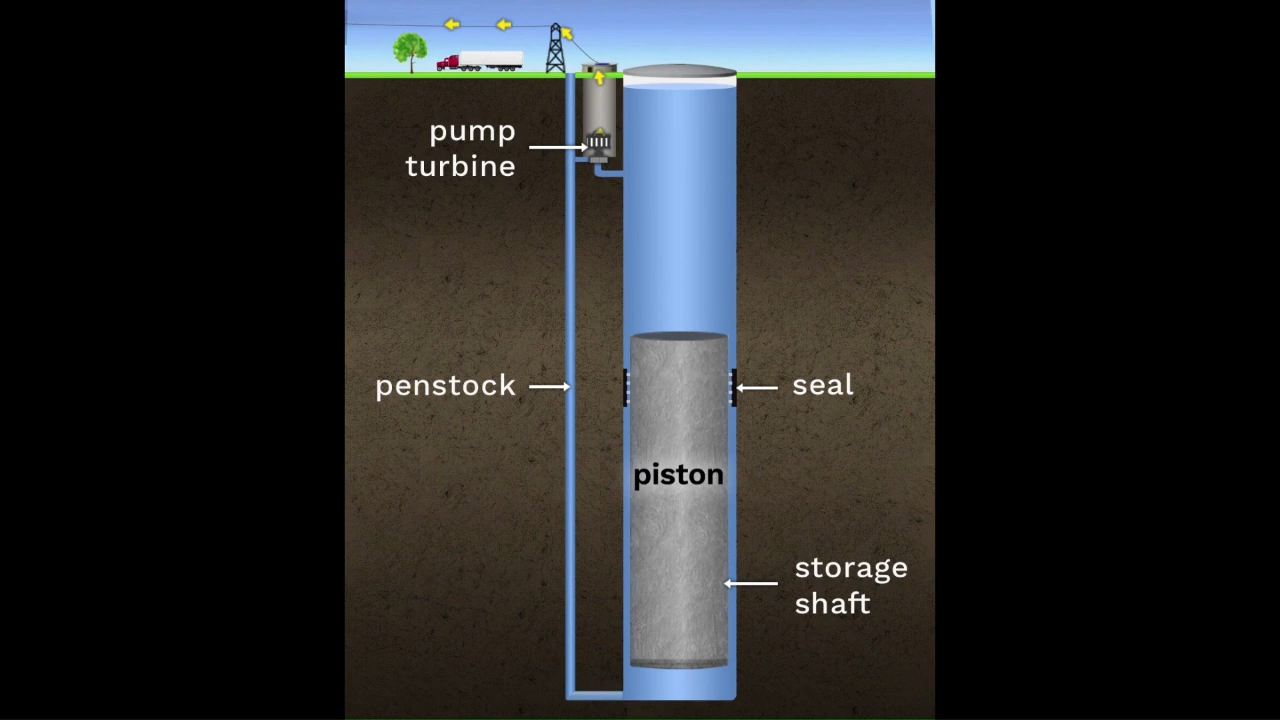 pump
turbine
penstock
seal
piston
storage
shaft